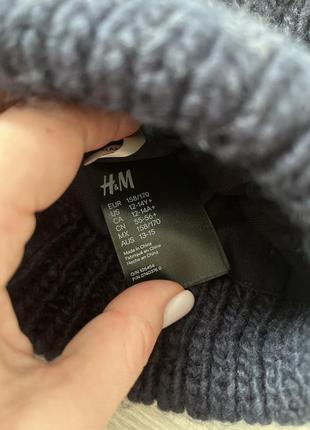 H&M
EUR 158/170
US 12-14Y+
CA 12-14A+
CN 55-56+
MX 158/170
AUS 13-15
Made in China
Fabriqué en Chine
Hecho en China